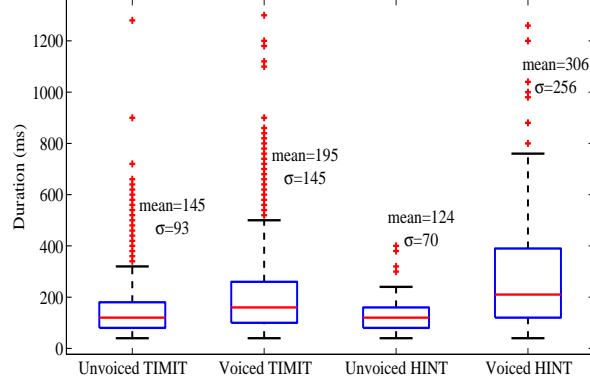 1200
1000
800
600
400
200
0
Duration (ms)
mean=145
σ=93
mean=195
σ=145
mean=124
σ=70
mean=306
σ=256
Unvoiced TIMIT
Voiced TIMIT
Unvoiced HINT
Voiced HINT